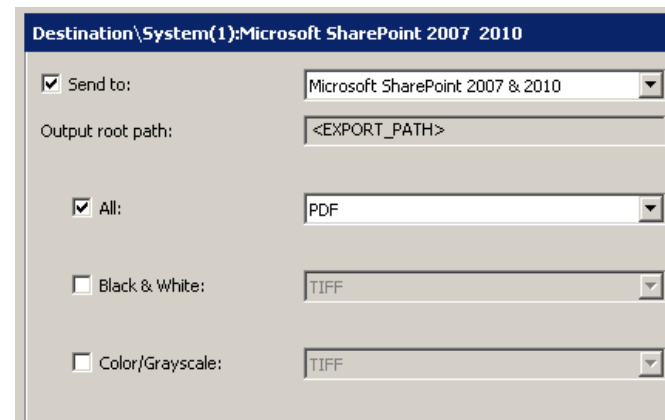 Destination\System(1):Microsoft SharePoint 2007 2010
Send to: Microsoft SharePoint 2007 & 2010
Output root path: <EXPORT_PATH>
All: PDF
Black & White: TIFF
Color/Grayscale: TIFF